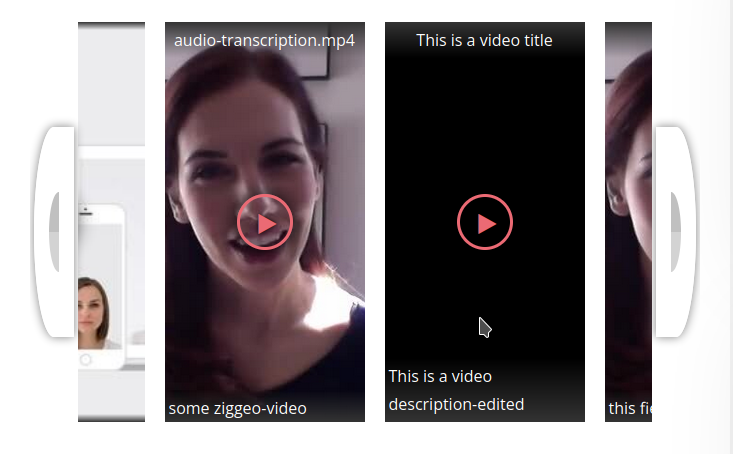 audio-transcription.mp4
This is a video title
This is a video
description-edited
some ziggeo-video
this fie